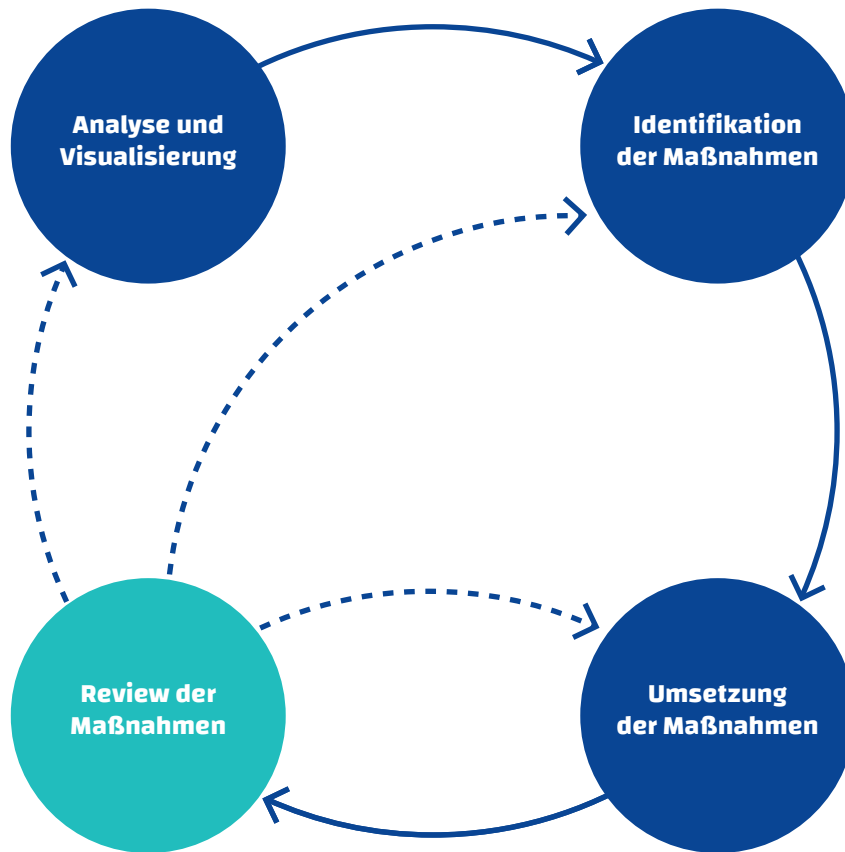 Analyse und
Visualisierung
Identifikation
der Maßnahmen
Review der
Maßnahmen
Umsetzung
der Maßnahmen